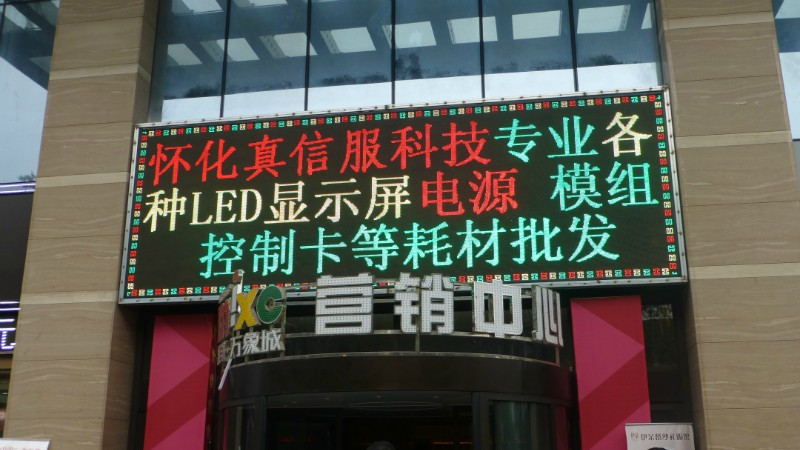 怀化真信服科技专业各
种LED显示屏电源 模组
控制卡等耗材批发
XC 营销中心
万象城